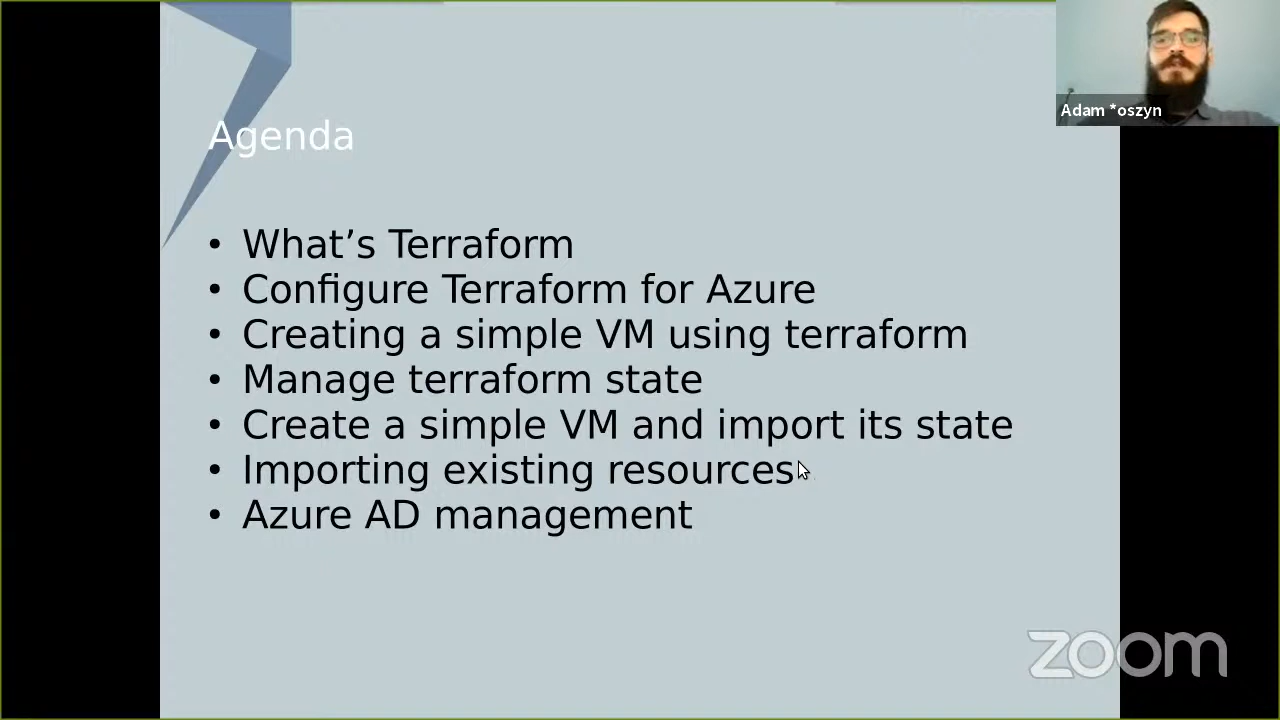 Agenda
• What’s Terraform
• Configure Terraform for Azure
• Creating a simple VM using terraform
• Manage terraform state
• Create a simple VM and import its state
• Importing existing resources
• Azure AD management
Adam *oszyn
zoom